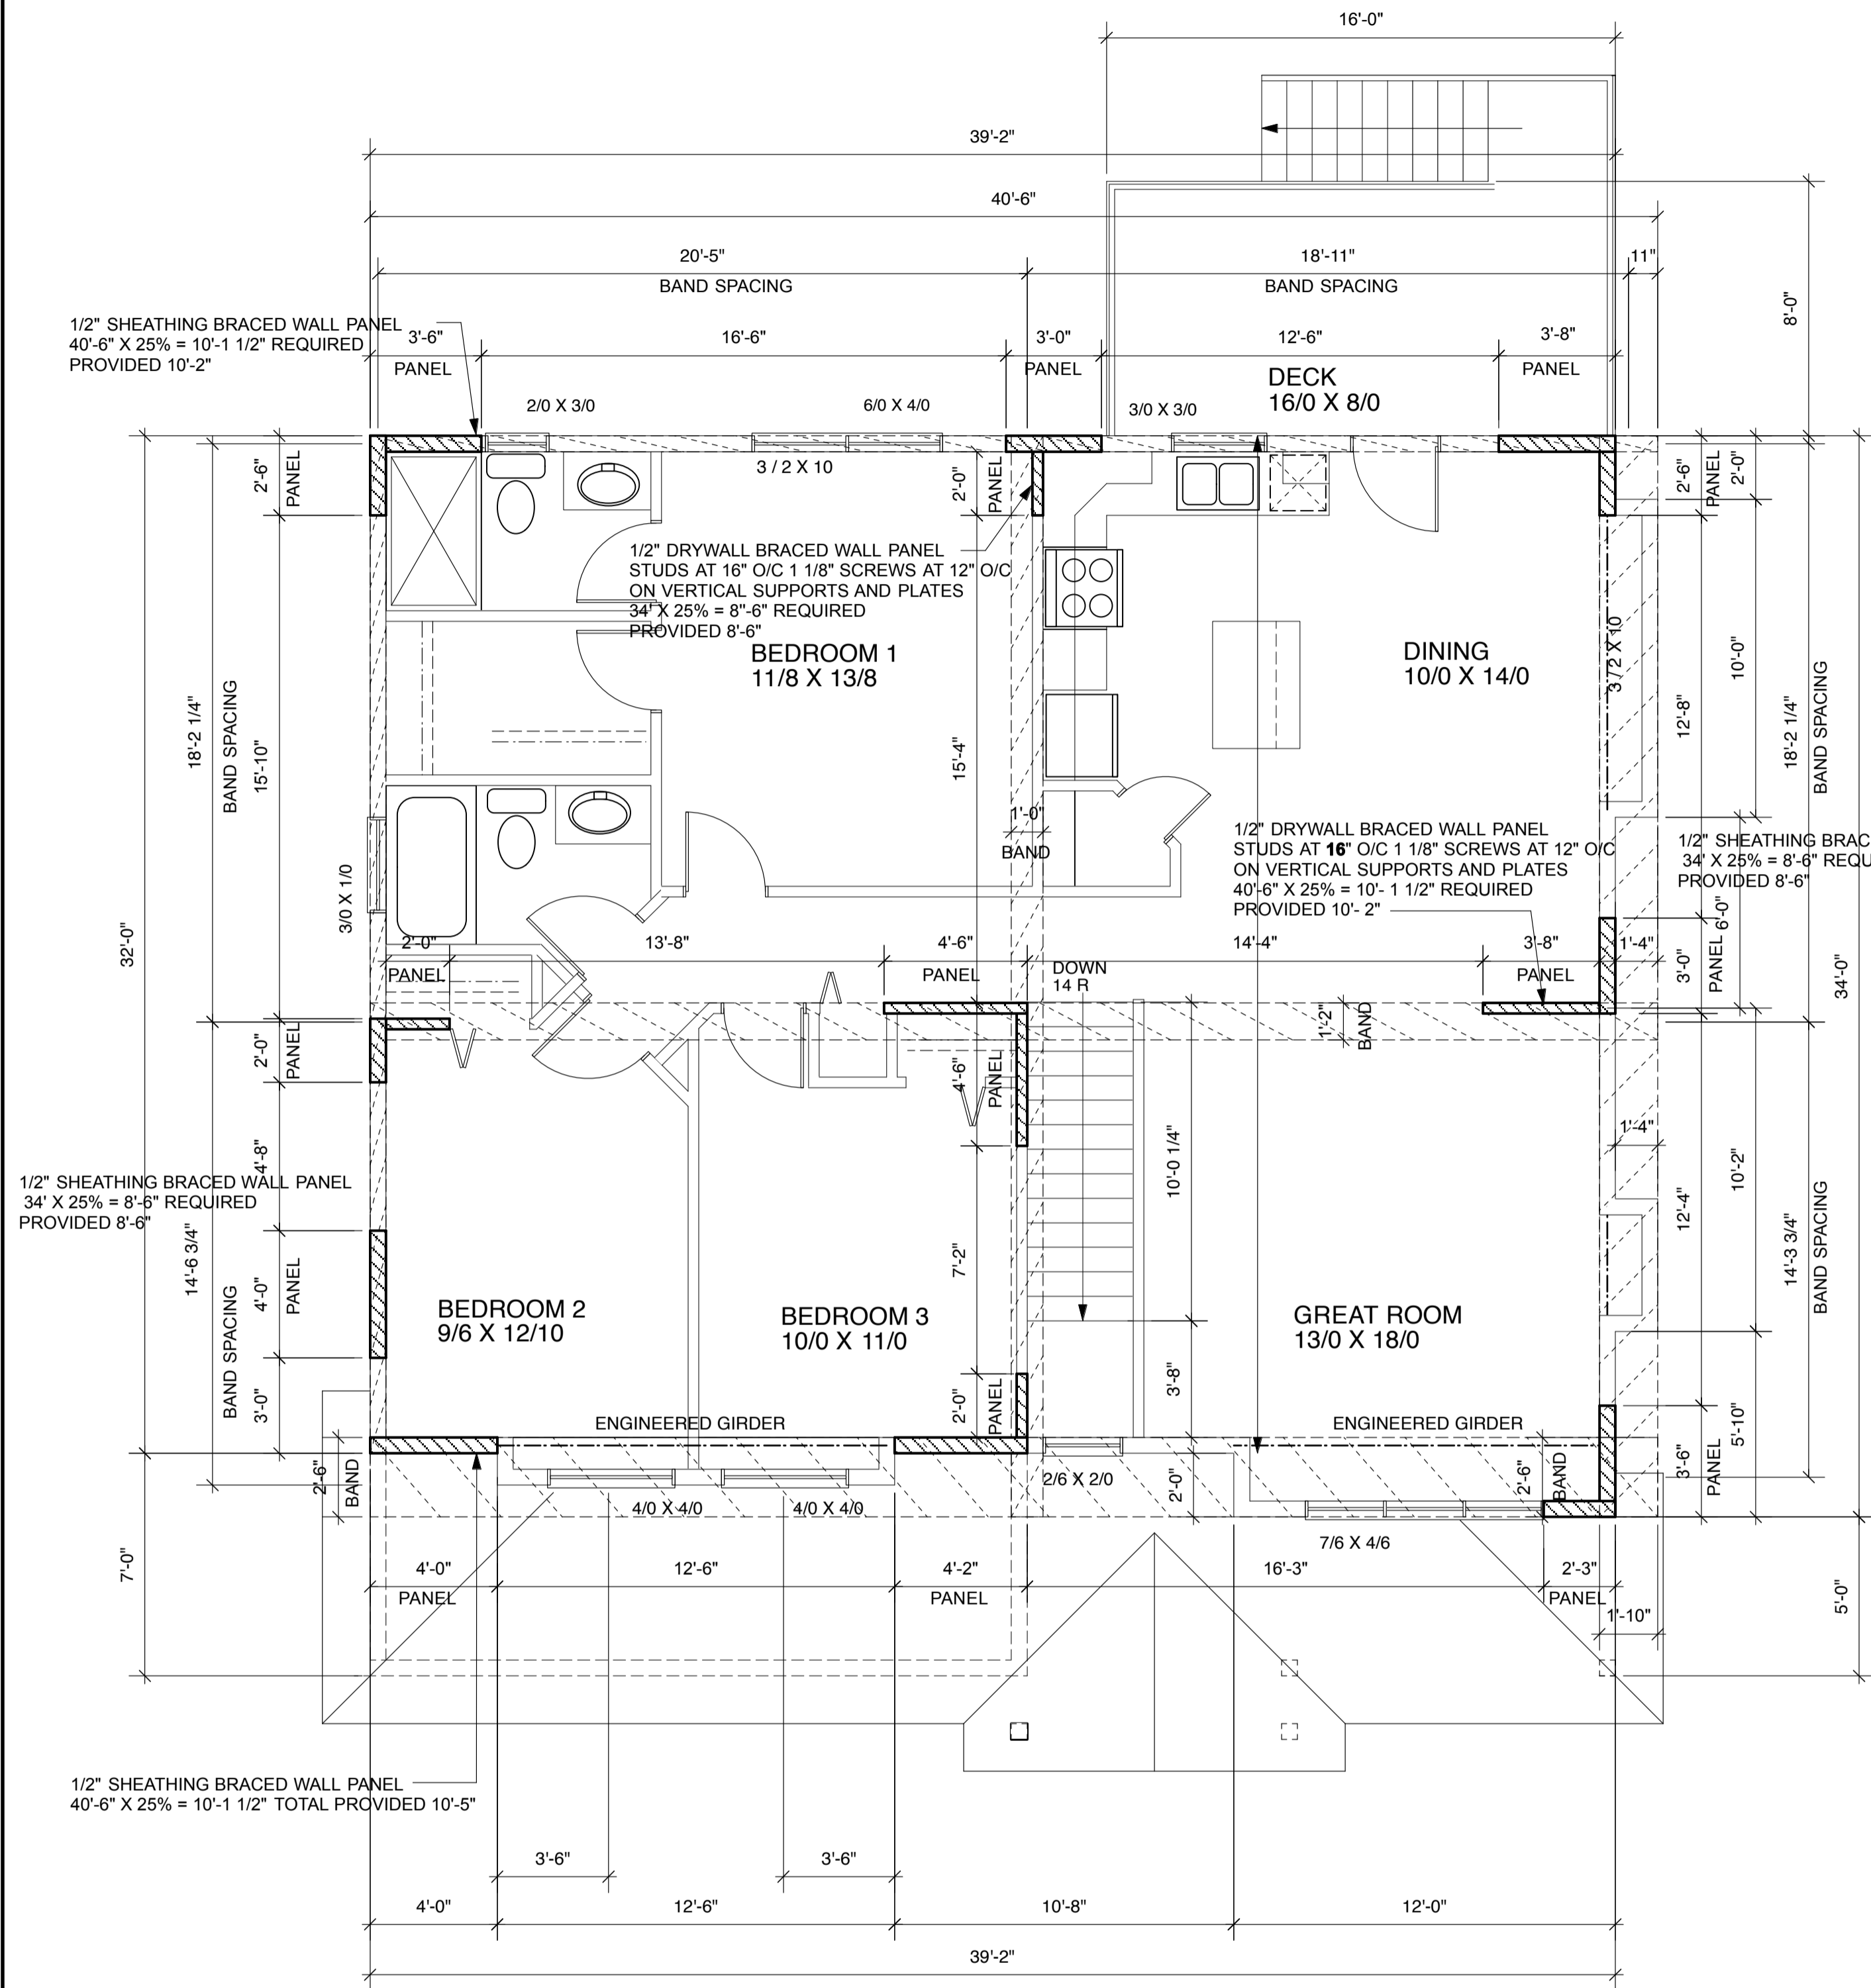 16'-0"
39'-2"
40'-6"
20'-5"
BAND SPACING
18'-11"
BAND SPACING
11"
8'-0"
1/2" SHEATHING BRACED WALL PANEL
40'-6" X 25% = 10'-1 1/2" REQUIRED
PROVIDED 10'-2"
3'-6"
PANEL
16'-6"
3'-0"
PANEL
12'-6"
3'-8"
PANEL
DECK
16/0 X 8/0
2/0 X 3/0
6/0 X 4/0
3/0 X 3/0
3 / 2 X 10
2'-6"
PANEL
2'-0"
PANEL
2'-6"
PANEL
2'-0"
1/2" DRYWALL BRACED WALL PANEL
STUDS AT 16" O/C 1 1/8" SCREWS AT 12" O/C
ON VERTICAL SUPPORTS AND PLATES
34' X 25% = 8"-6" REQUIRED
PROVIDED 8'-6"
BEDROOM 1
11/8 X 13/8
DINING
10/0 X 14/0
3 / 2 X 10
10'-0"
12'-8"
18'-2 1/4"
BAND SPACING
18'-2 1/4"
BAND SPACING
15'-10"
15'-4"
1'-0"
BAND
1/2" DRYWALL BRACED WALL PANEL
STUDS AT 16" O/C 1 1/8" SCREWS AT 12" O/C
ON VERTICAL SUPPORTS AND PLATES
40'-6" X 25% = 10'- 1 1/2" REQUIRED
PROVIDED 10'- 2"
1/2" SHEATHING BRAC
34' X 25% = 8'-6" REQU
PROVIDED 8'-6"
3/0 X 1/0
32'-0"
2'-0"
PANEL
13'-8"
4'-6"
PANEL
DOWN
14 R
14'-4"
3'-8"
PANEL
1'-4"
3'-0"
PANEL
6'-0"
34'-0"
2'-0"
PANEL
1'-2"
BAND
4'-6"
PANEL
4'-8"
10'-0 1/4"
1'-4"
10'-2"
12'-4"
14'-3 3/4"
BAND SPACING
1/2" SHEATHING BRACED WALL PANEL
34' X 25% = 8'-6" REQUIRED
PROVIDED 8'-6"
14'-6 3/4"
BAND SPACING
4'-0"
PANEL
7'-2"
BEDROOM 2
9/6 X 12/10
BEDROOM 3
10/0 X 11/0
GREAT ROOM
13/0 X 18/0
3'-0"
2'-0"
PANEL
3'-8"
5'-10"
ENGINEERED GIRDER
ENGINEERED GIRDER
2'-6"
BAND
4/0 X 4/0
4/0 X 4/0
2/6 X 2/0
2'-0"
2'-6"
BAND
3'-6"
PANEL
7/6 X 4/6
7'-0"
4'-0"
PANEL
12'-6"
4'-2"
PANEL
16'-3"
2'-3"
PANEL
1'-10"
5'-0"
1/2" SHEATHING BRACED WALL PANEL
40'-6" X 25% = 10'-1 1/2" TOTAL PROVIDED 10'-5"
3'-6"
3'-6"
4'-0"
12'-6"
10'-8"
12'-0"
39'-2"